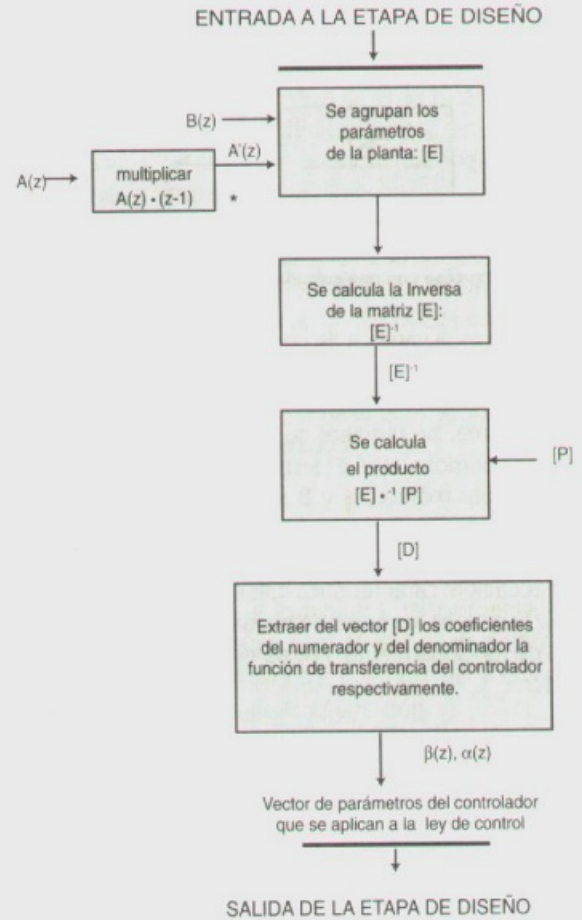 ENTRADA A LA ETAPA DE DISEÑO
B(z)
A'(z)
A(z)
multiplicar
A(z) • (z-1)
*
Se agrupan los
parámetros
de la planta: [E]
Se calcula la Inversa
de la matriz [E]:
[E]⁻¹
[E]⁻¹
Se calcula
el producto
[E] •⁻¹ [P]
[P]
[D]
Extraer del vector [D] los coeficientes
del numerador y del denominador la
función de transferencia del controlador
respectivamente.
β(z), α(z)
Vector de parámetros del controlador
que se aplican a la ley de control
SALIDA DE LA ETAPA DE DISEÑO